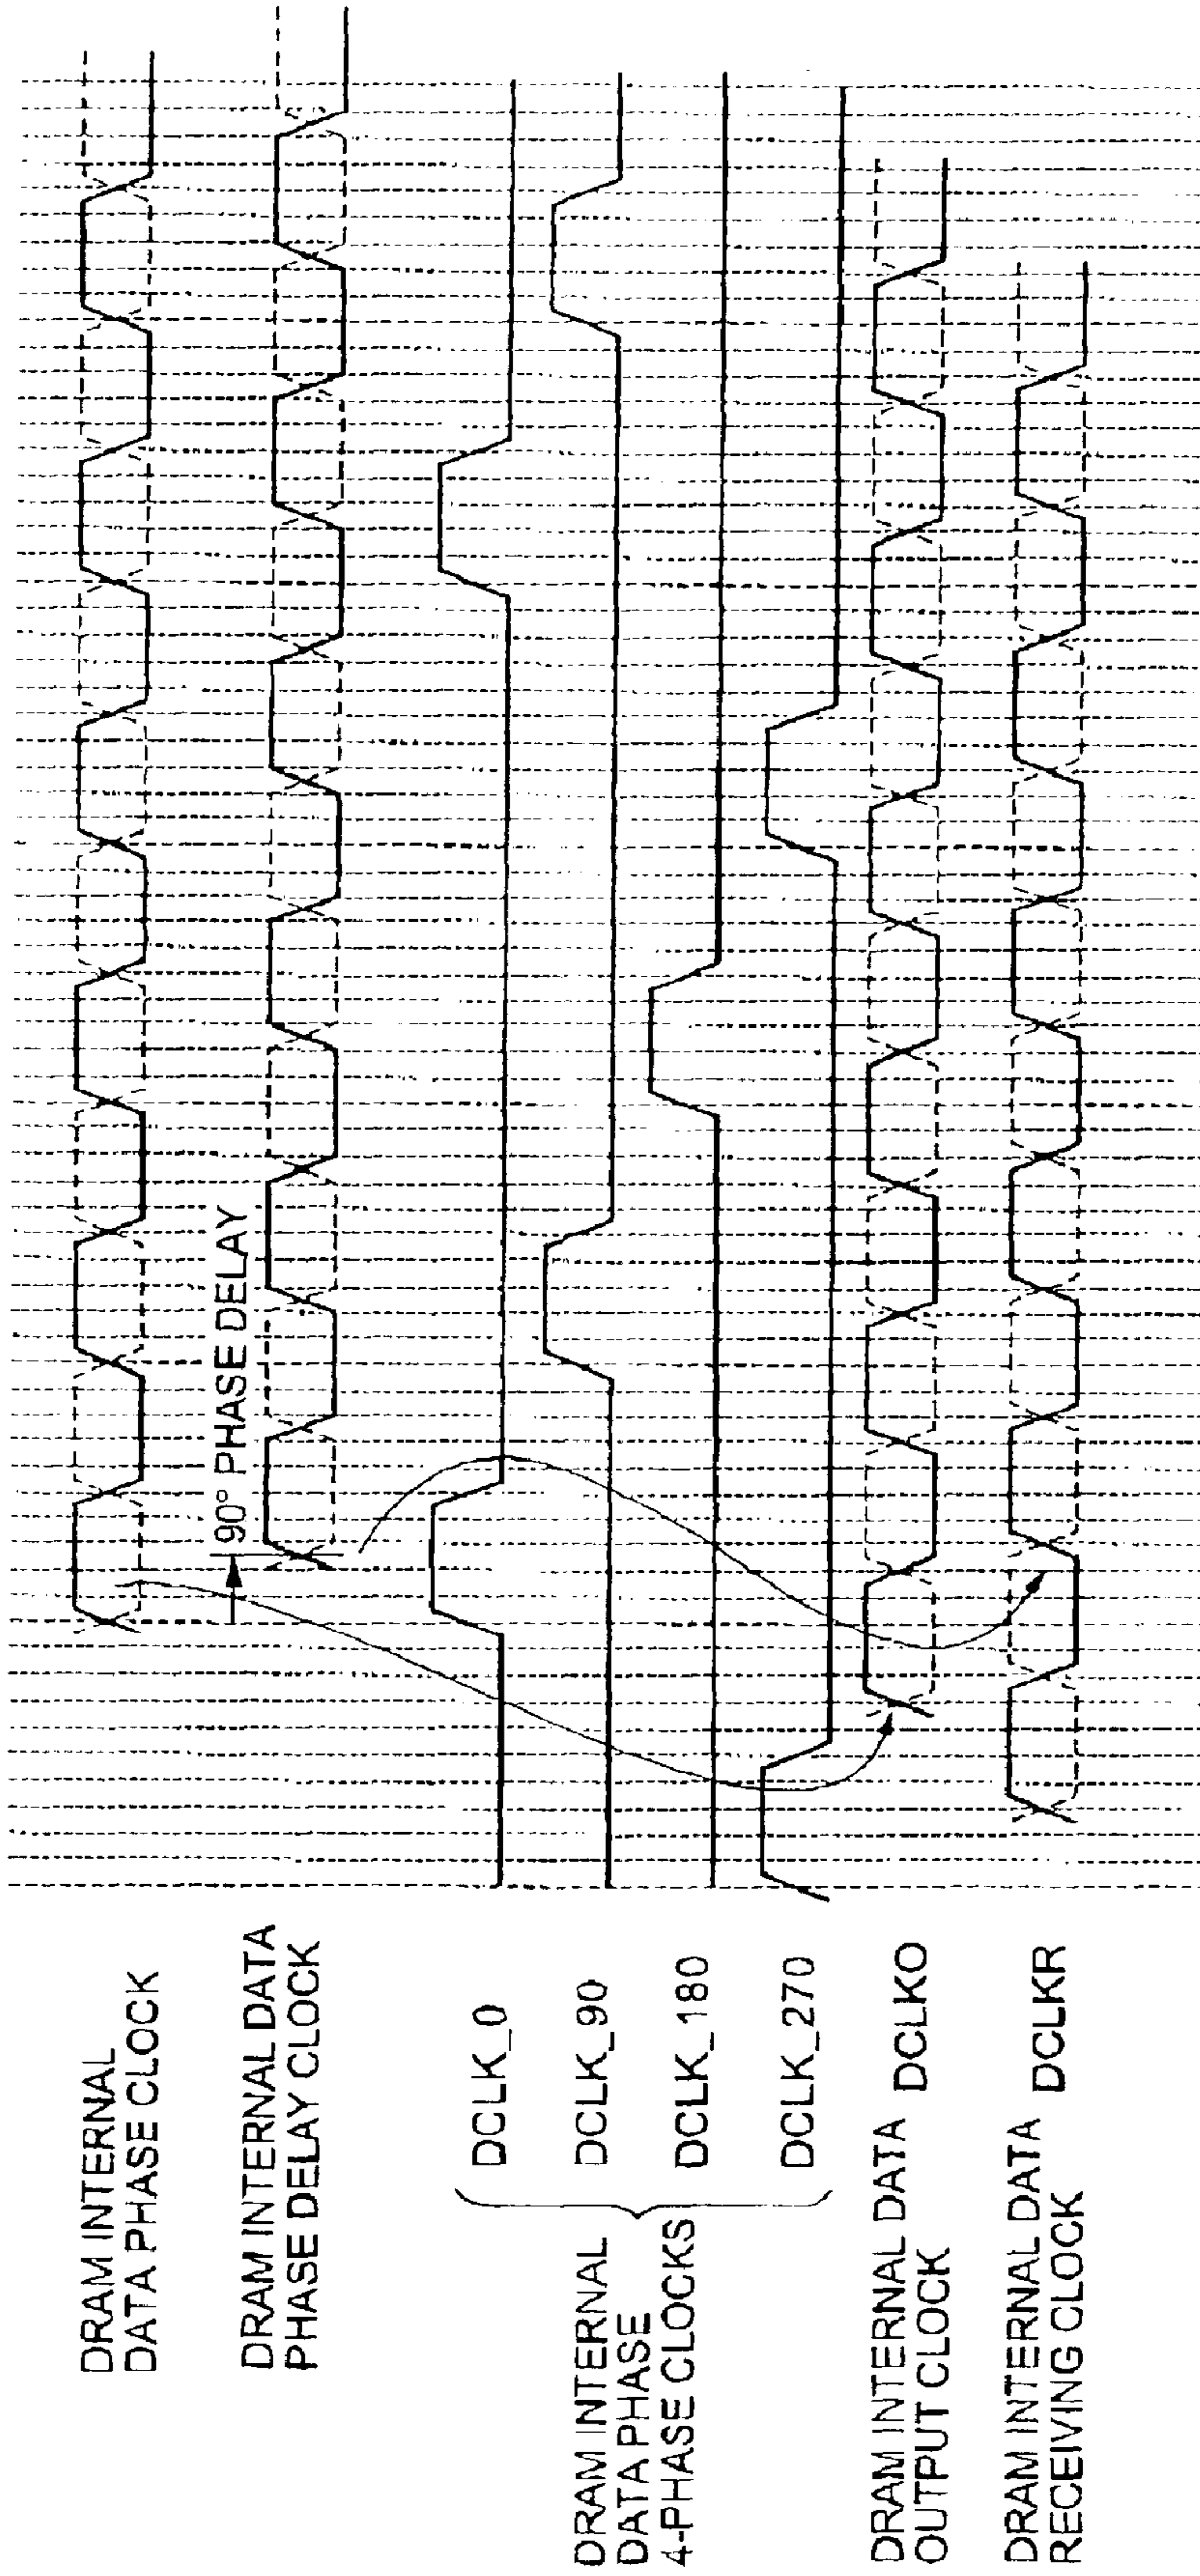 DRAM INTERNAL
DATA PHASE CLOCK
90° PHASE DELAY
DRAM INTERNAL DATA
PHASE DELAY CLOCK
DRAM INTERNAL
DATA PHASE
4-PHASE CLOCKS
DCLK_0
DCLK_90
DCLK_180
DCLK_270
DRAM INTERNAL DATA
OUTPUT CLOCK
DCLKO
DRAM INTERNAL DATA
RECEIVING CLOCK
DCLKR